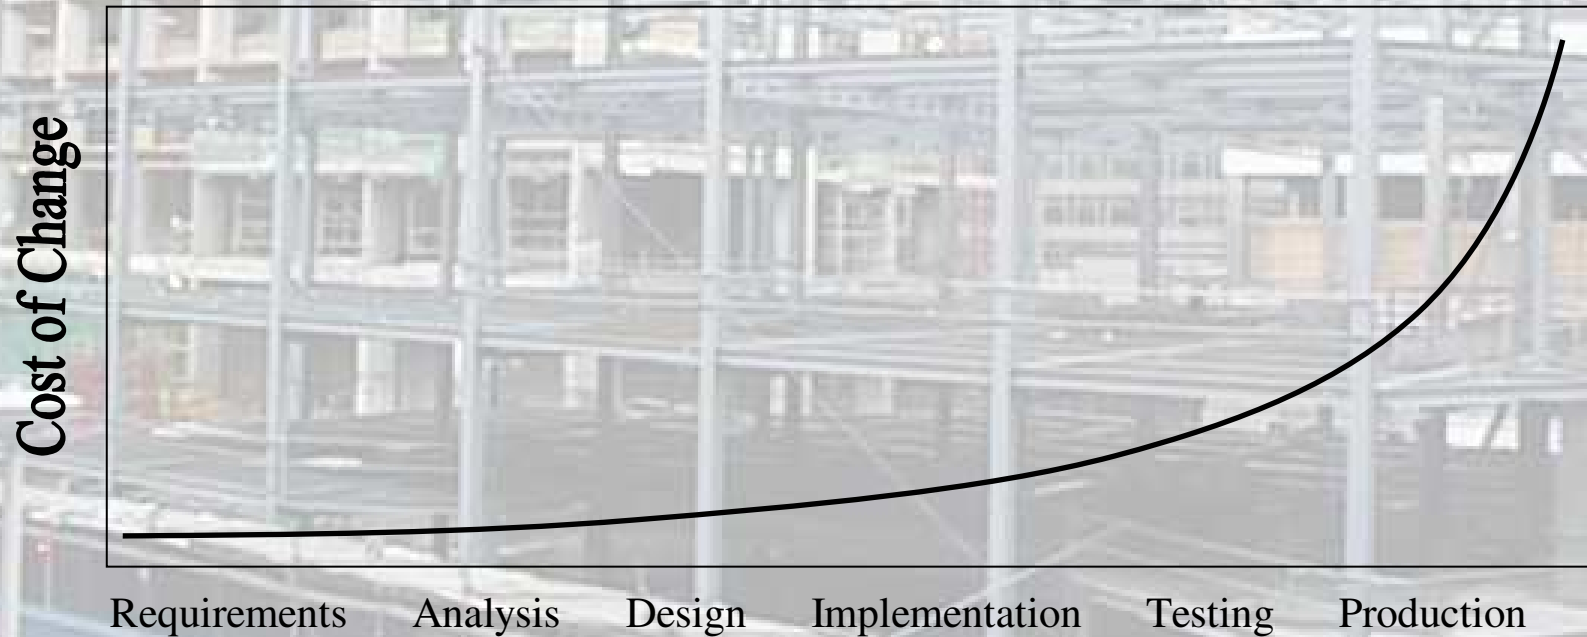 Cost of Change
Requirements Analysis Design Implementation Testing Production